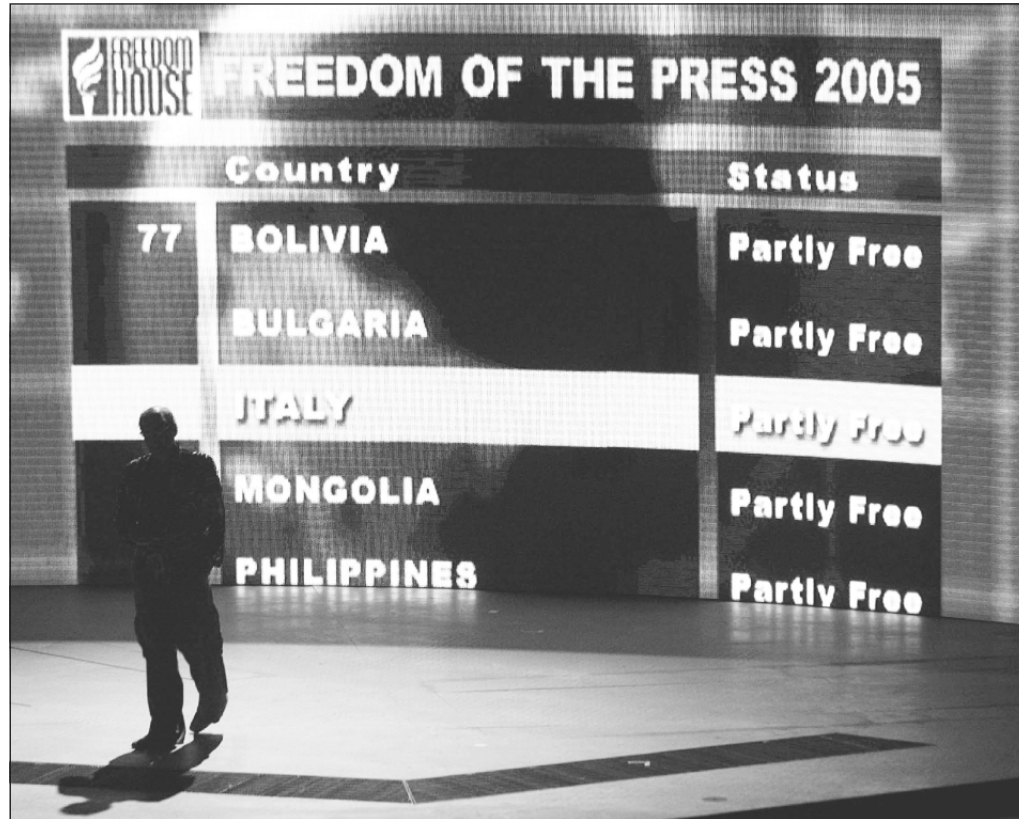 FREEDOM
HOUSE
FREEDOM OF THE PRESS 2005
Country Status
77 BOLIVIA Partly Free
BULGARIA Partly Free
ITALY Partly Free
MONGOLIA Partly Free
PHILIPPINES Partly Free